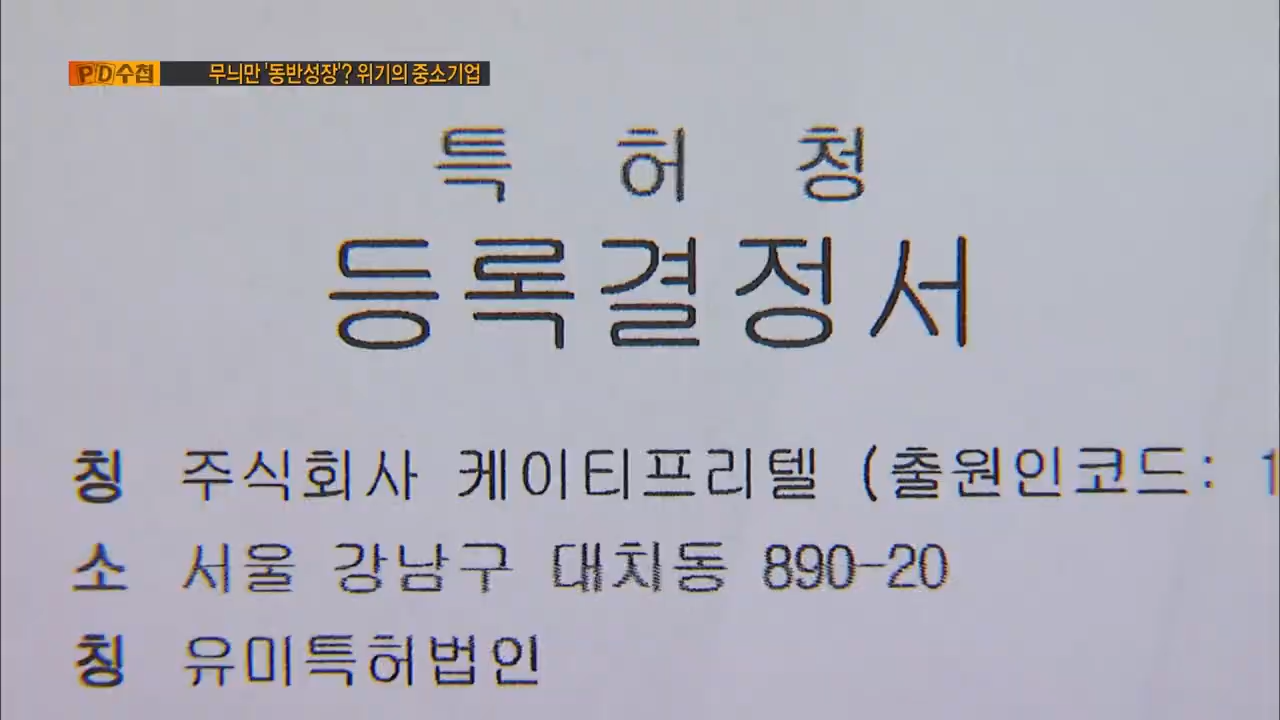 PD수첩 무늬만 '동반성장'? 위기의 중소기업
특 허 청
등록결정서
칭 주식회사 케이티프리텔 (출원인코드: 1
소 서울 강남구 대치동 890-20
칭 유미특허법인